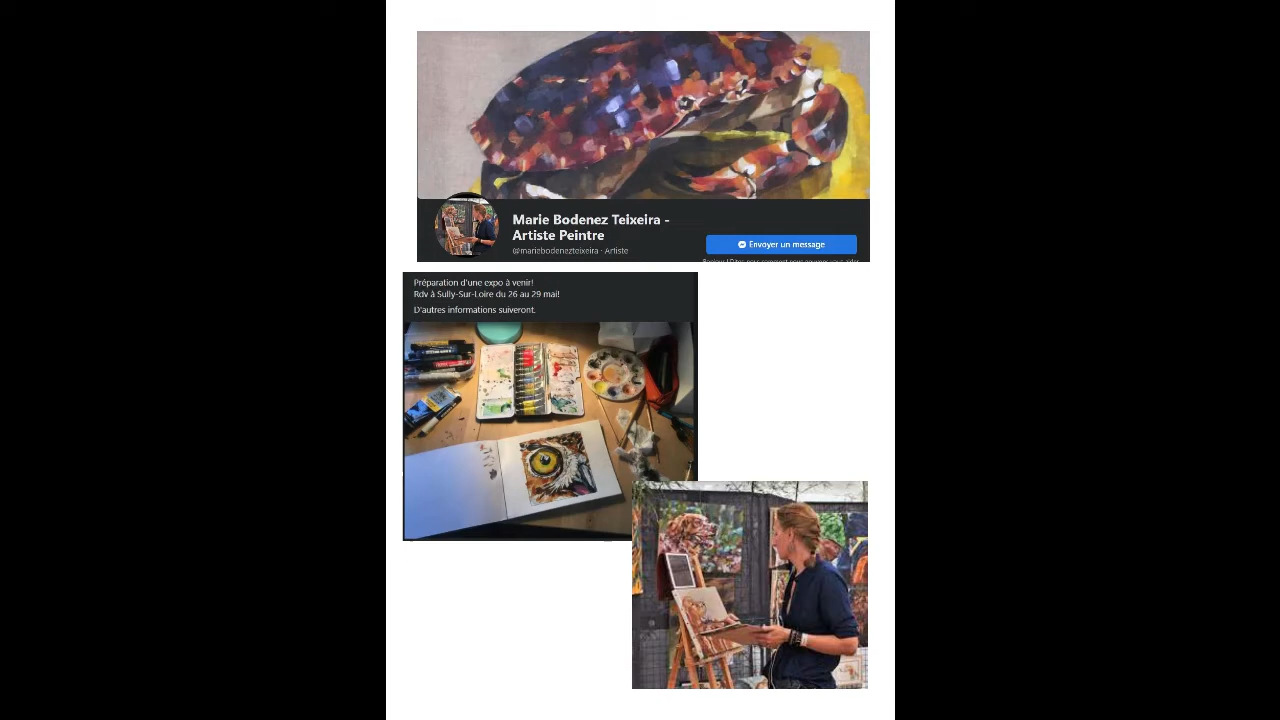 Marie Bodenez Teixeira -
Artiste Peintre
@mariebodenezteixeira · Artiste
Envoyer un message
Préparation d'une expo à venir!
Rdv à Sully-Sur-Loire du 26 au 29 mai!
D'autres informations suiveront.